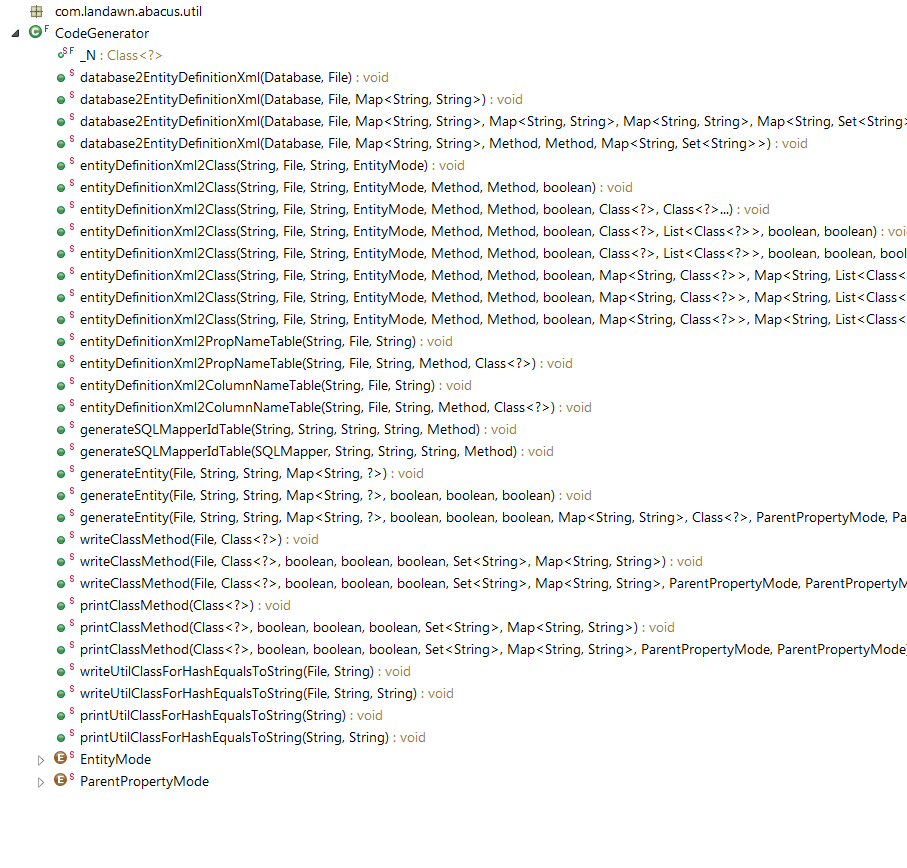 com.landawn.abacus.util
CodeGenerator
_N : Class<?>
database2EntityDefinitionXml(Database, File) : void
database2EntityDefinitionXml(Database, File, Map<String, String>) : void
database2EntityDefinitionXml(Database, File, Map<String, String>, Map<String, String>, Map<String, String>, Map<String, Set<String>
database2EntityDefinitionXml(Database, File, Map<String, String>, Method, Method, Map<String, Set<String>>) : void
entityDefinitionXml2Class(String, File, String, EntityMode) : void
entityDefinitionXml2Class(String, File, String, EntityMode, Method, Method, boolean) : void
entityDefinitionXml2Class(String, File, String, EntityMode, Method, Method, boolean, Class<?>, Class<?>...) : void
entityDefinitionXml2Class(String, File, String, EntityMode, Method, Method, boolean, Class<?>, List<Class<?>>, boolean, boolean) : voi
entityDefinitionXml2Class(String, File, String, EntityMode, Method, Method, boolean, Class<?>, List<Class<?>>, boolean, boolean, bool
entityDefinitionXml2Class(String, File, String, EntityMode, Method, Method, boolean, Map<String, Class<?>>, Map<String, List<Class<
entityDefinitionXml2Class(String, File, String, EntityMode, Method, Method, boolean, Map<String, Class<?>>, Map<String, List<Class<
entityDefinitionXml2Class(String, File, String, EntityMode, Method, Method, boolean, Map<String, Class<?>>, Map<String, List<Class<
entityDefinitionXml2PropNameTable(String, File, String) : void
entityDefinitionXml2PropNameTable(String, File, String, Method, Class<?>) : void
entityDefinitionXml2ColumnNameTable(String, File, String) : void
entityDefinitionXml2ColumnNameTable(String, File, String, Method, Class<?>) : void
generateSQLMapperIdTable(String, String, String, String, Method) : void
generateSQLMapperIdTable(SQLMapper, String, String, String, Method) : void
generateEntity(File, String, String, Map<String, ?>) : void
generateEntity(File, String, String, Map<String, ?>, boolean, boolean, boolean) : void
generateEntity(File, String, String, Map<String, ?>, boolean, boolean, boolean, Map<String, String>, Class<?>, ParentPropertyMode, Pa
writeClassMethod(File, Class<?>) : void
writeClassMethod(File, Class<?>, boolean, boolean, boolean, Set<String>, Map<String, String>) : void
writeClassMethod(File, Class<?>, boolean, boolean, boolean, Set<String>, Map<String, String>, ParentPropertyMode, ParentPropertyM
printClassMethod(Class<?>) : void
printClassMethod(Class<?>, boolean, boolean, boolean, Set<String>, Map<String, String>) : void
printClassMethod(Class<?>, boolean, boolean, boolean, Set<String>, Map<String, String>, ParentPropertyMode, ParentPropertyMode)
writeUtilClassForHashEqualsToString(File, String) : void
writeUtilClassForHashEqualsToString(File, String, String) : void
printUtilClassForHashEqualsToString(String) : void
printUtilClassForHashEqualsToString(String, String) : void
EntityMode
ParentPropertyMode